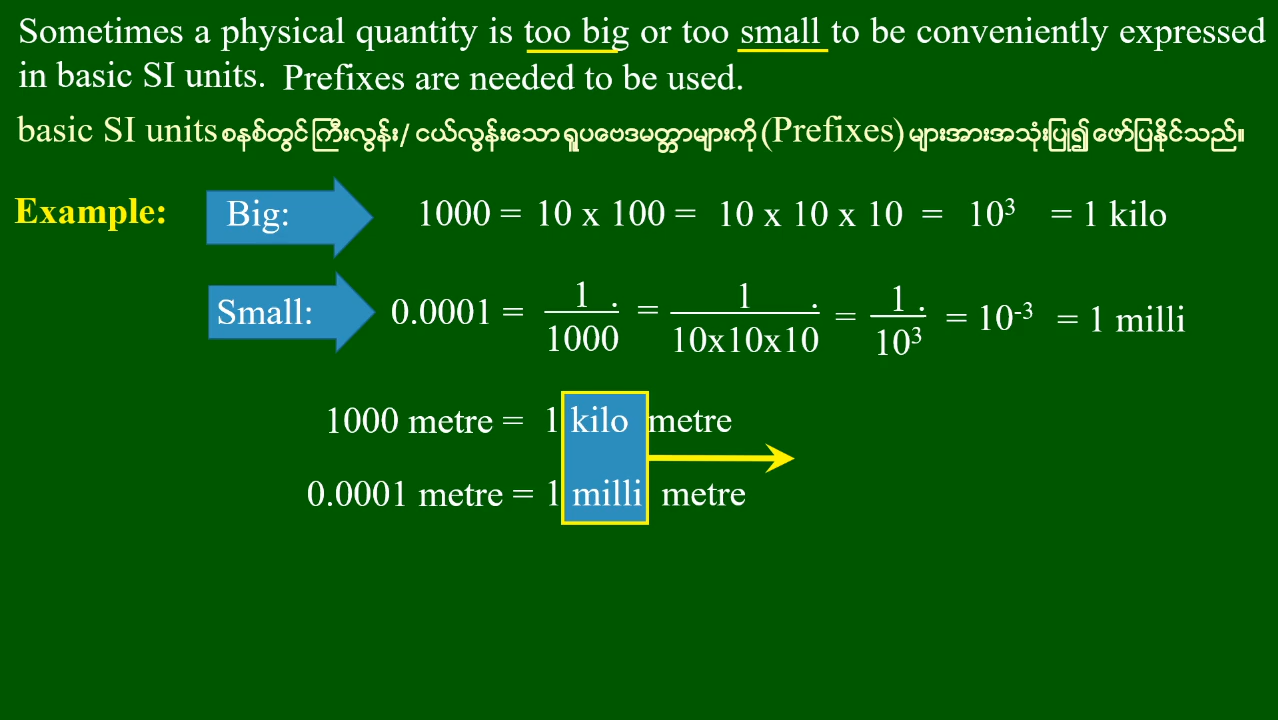 Sometimes a physical quantity is too big or too small to be conveniently expressed
in basic SI units. Prefixes are needed to be used.
basic SI units စနစ်တွင် ကြီးလွန်း/ ငယ်လွန်းသော ရူပဗေဒမတ္တာများကို (Prefixes) များအားအသုံးပြု၍ ဖော်ပြနိုင်သည်။
Example: Big: 1000 = 10 x 100 = 10 x 10 x 10 = 10³ = 1 kilo
Small: 0.0001 = 1/1000 = 1/10x10x10 = 1/10³ = 10⁻³ = 1 milli
1000 metre = 1 kilo metre
0.0001 metre = 1 milli metre